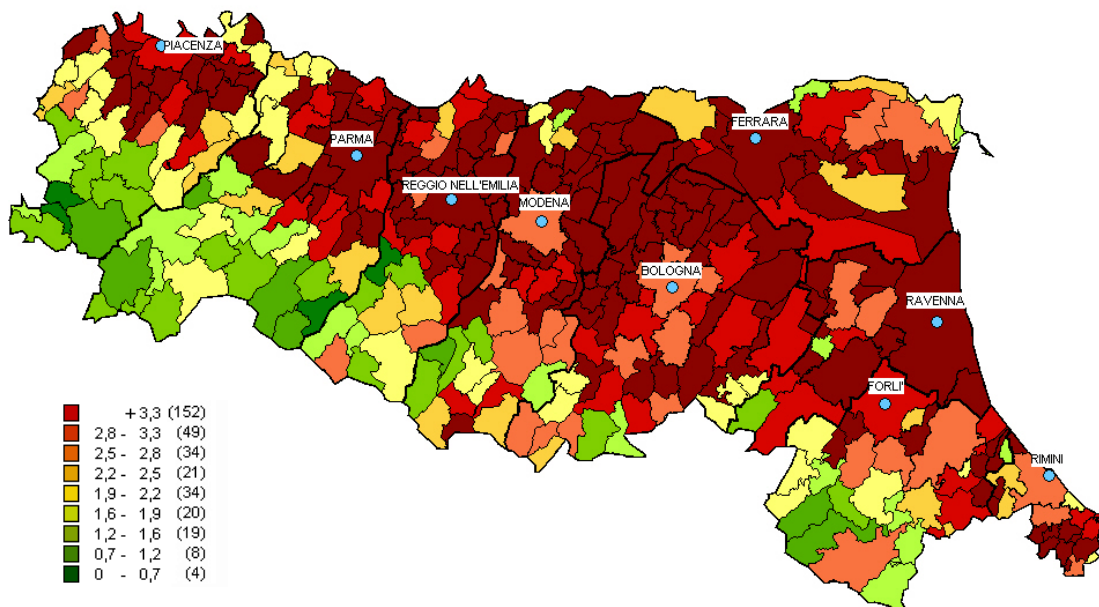 PIACENZA
FERRARA
PARMA
REGGIO NELL'EMILIA
MODENA
BOLOGNA
RAVENNA
FORLI'
RIMINI
+ 3,3 (152)
2,8 - 3,3 (49)
2,5 - 2,8 (34)
2,2 - 2,5 (21)
1,9 - 2,2 (34)
1,6 - 1,9 (20)
1,2 - 1,6 (19)
0,7 - 1,2 (8)
0 - 0,7 (4)